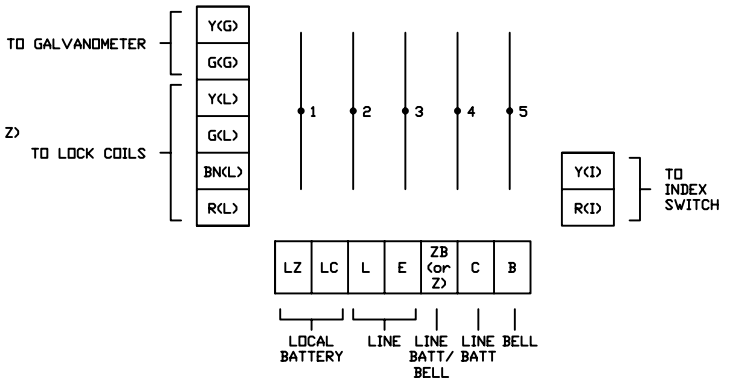 Y(G)
TO GALVANOMETER
G(G)
Y(L)
1 2 3 4 5
Z)
G(L)
TO LOCK COILS
BN(L)
R(L)
Y(I)
R(I)
TO
INDEX
SWITCH
LZ LC L E ZB
(or
Z) C B
LOCAL
BATTERY
LINE
LINE
BATT/
BELL
LINE
BATT
BELL